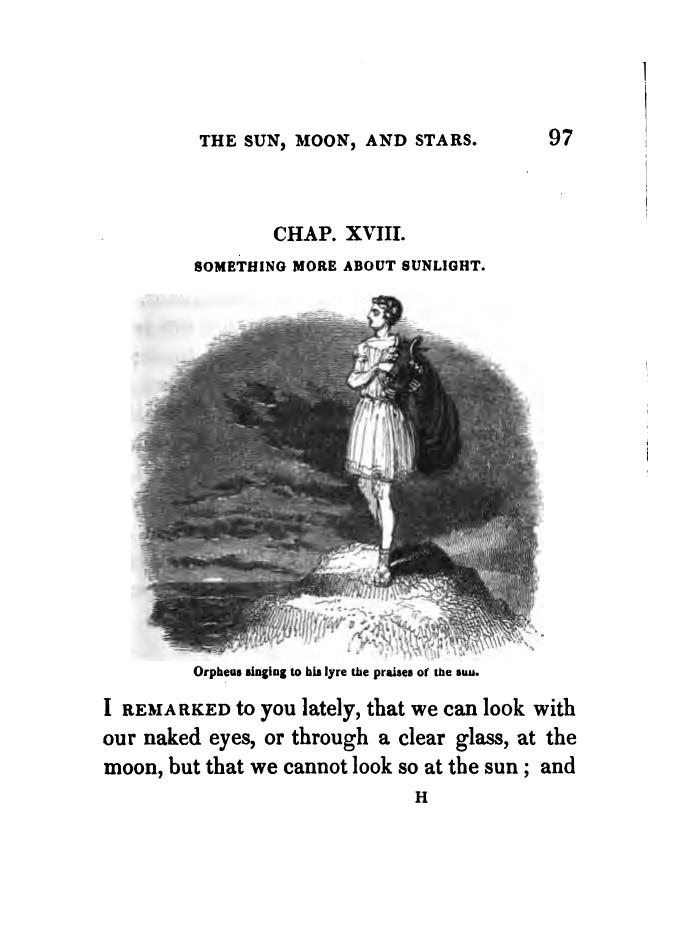 THE SUN, MOON, AND STARS. 97
CHAP. XVIII.
SOMETHING MORE ABOUT SUNLIGHT.
Orpheus singing to his lyre the praises of the sun.
I REMARKED to you lately, that we can look with
our naked eyes, or through a clear glass, at the
moon, but that we cannot look so at the sun ; and
H